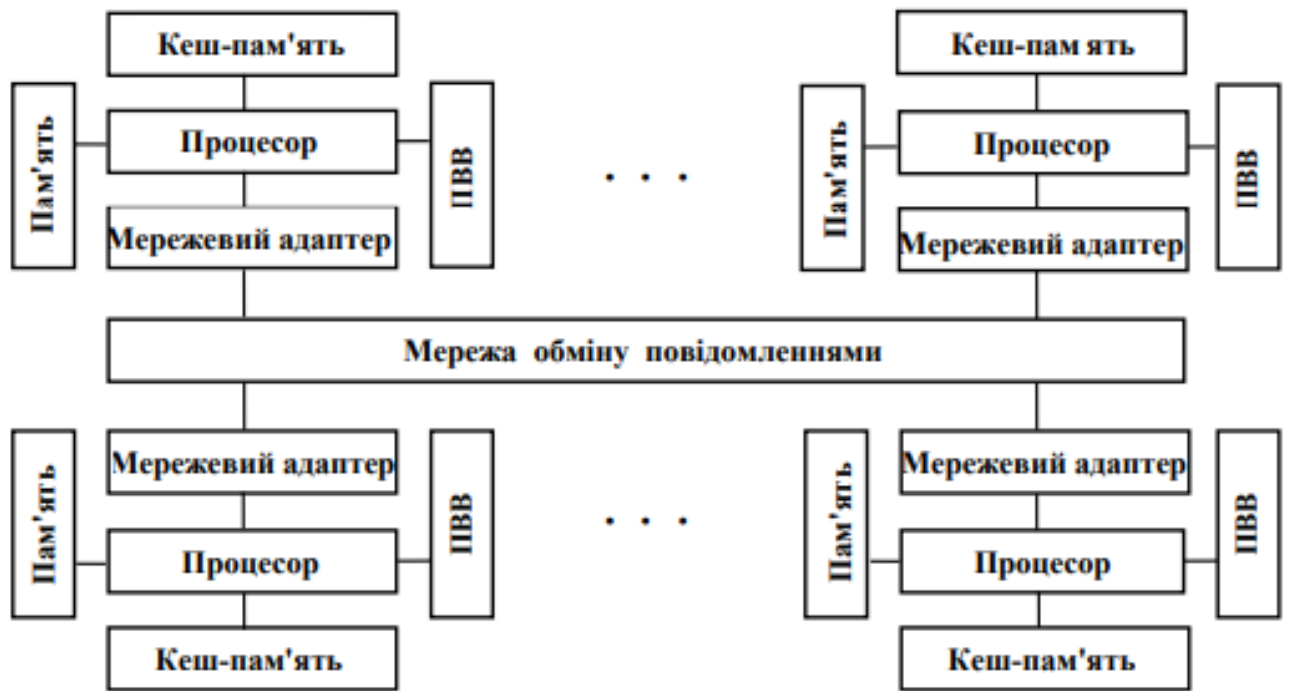 Кеш-пам'ять
Кеш-пам ять
Пам'ять
Процесор
ПВВ
. . .
Пам'ять
Процесор
ПВВ
Мережевий адаптер
Мережевий адаптер
Мережа обміну повідомленнями
Пам'ять
Мережевий адаптер
ПВВ
. . .
Пам'ять
Мережевий адаптер
ПВВ
Процесор
Процесор
Кеш-пам'ять
Кеш-пам'ять